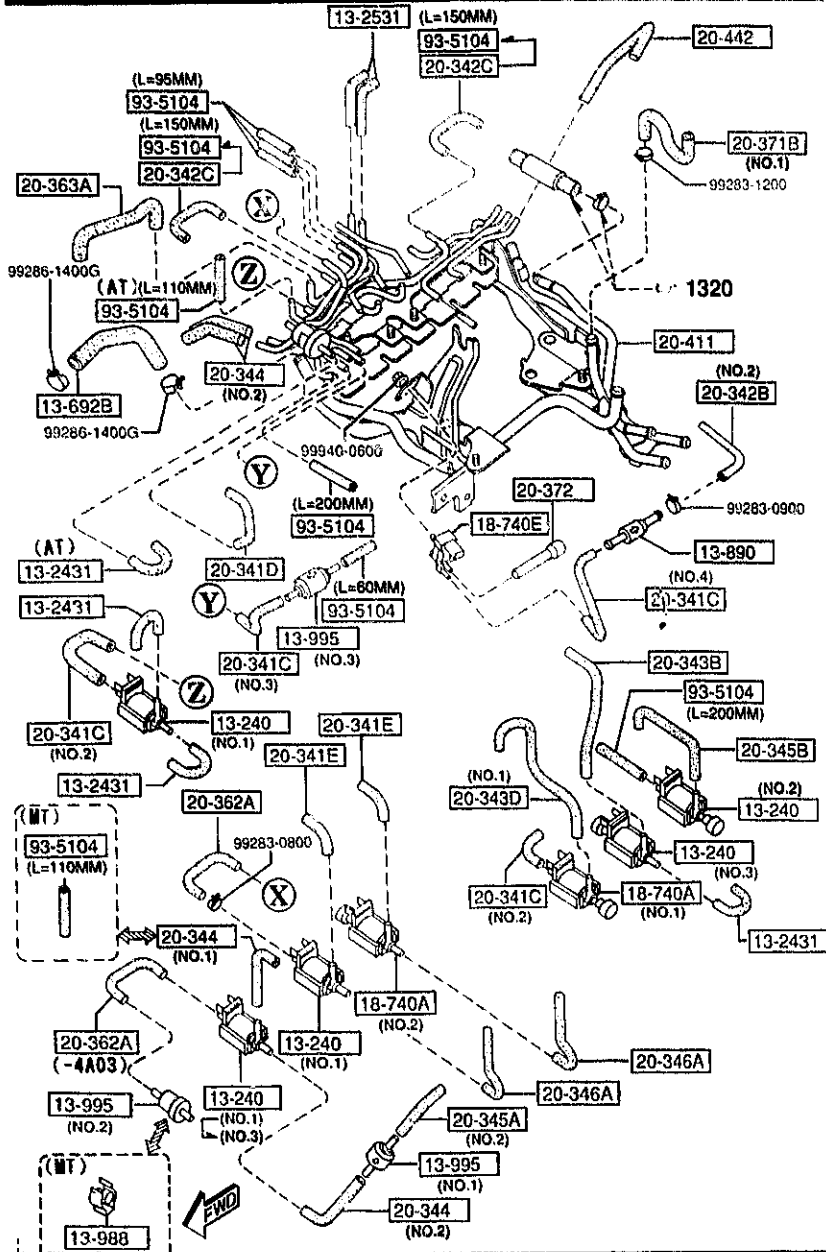 13-2531
(L=150MM)
93-5104
20-342C
20-442
(L=95MM)
93-5104
(L=150MM)
93-5104
20-342C
20-363A
20-371B
(NO.1)
99283-1200
X
99286-1400G
(AT)(L=110MM)
93-5104
Z
1320
20-411
20-344
(NO.2)
13-692B
99286-1400G
(NO.2)
20-342B
99940-0600
Y
(L=200MM)
93-5104
20-372
18-740E
99283-0900
13-890
(AT)
13-2431
20-341D
(L=60MM)
93-5104
(NO.4)
20-341C
13-2431
Y
13-995
(NO.3)
20-341C
(NO.3)
20-343B
93-5104
(L=200MM)
Z
20-341C
(NO.2)
13-240
(NO.1)
20-341E
20-341E
20-345B
13-2431
(NO.1)
20-343D
(NO.2)
13-240
20-362A
(MT)
93-5104
(L=110MM)
99283-0800
13-240
(NO.3)
X
20-341C
(NO.2)
18-740A
(NO.1)
20-344
(NO.1)
13-2431
18-740A
(NO.2)
20-362A
(-4A03)
13-240
(NO.1)
20-346A
20-346A
13-995
(NO.2)
13-240
(NO.1)
(NO.3)
20-345A
(NO.2)
(MT)
13-988
FWD
13-995
(NO.1)
20-344
(NO.2)